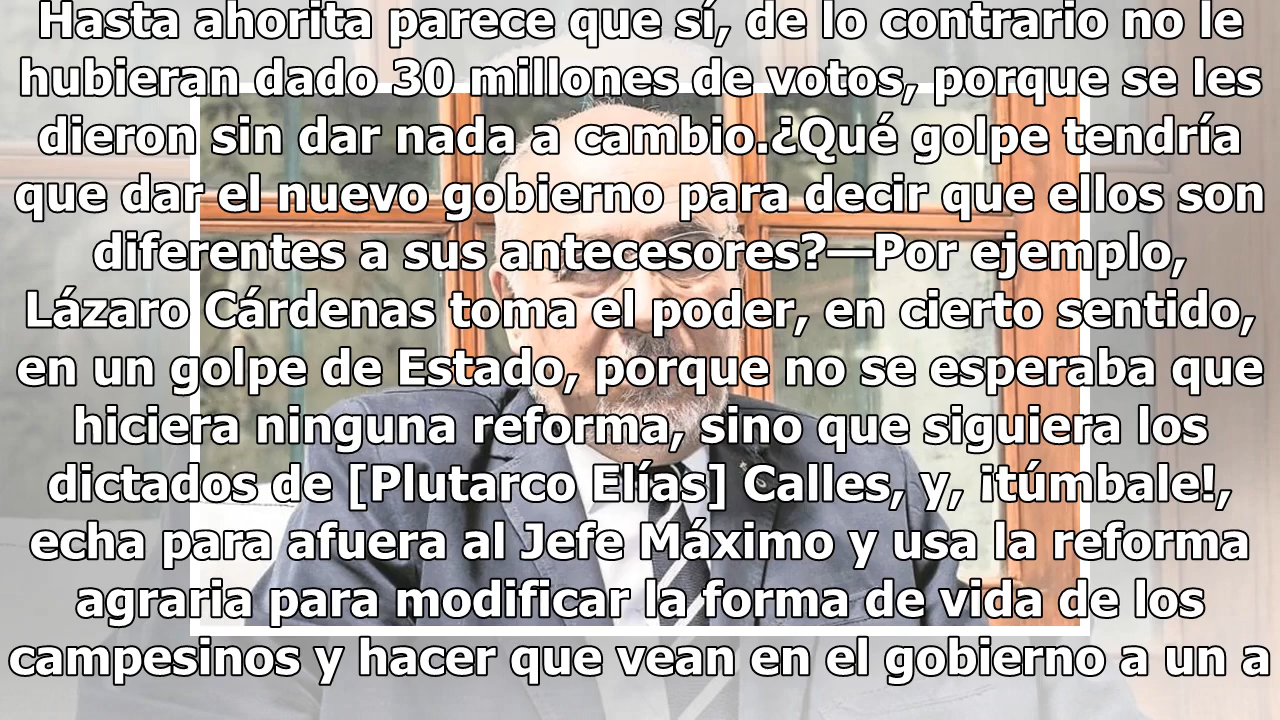 Hasta ahorita parece que sí, de lo contrario no le
hubieran dado 30 millones de votos, porque se les
dieron sin dar nada a cambio.¿Qué golpe tendría
que dar el nuevo gobierno para decir que ellos son
diferentes a sus antecesores?—Por ejemplo,
Lázaro Cárdenas toma el poder, en cierto sentido,
en un golpe de Estado, porque no se esperaba que
hiciera ninguna reforma, sino que siguiera los
dictados de [Plutarco Elías] Calles, y, ¡túmbale!,
echa para afuera al Jefe Máximo y usa la reforma
agraria para modificar la forma de vida de los
campesinos y hacer que vean en el gobierno a un a